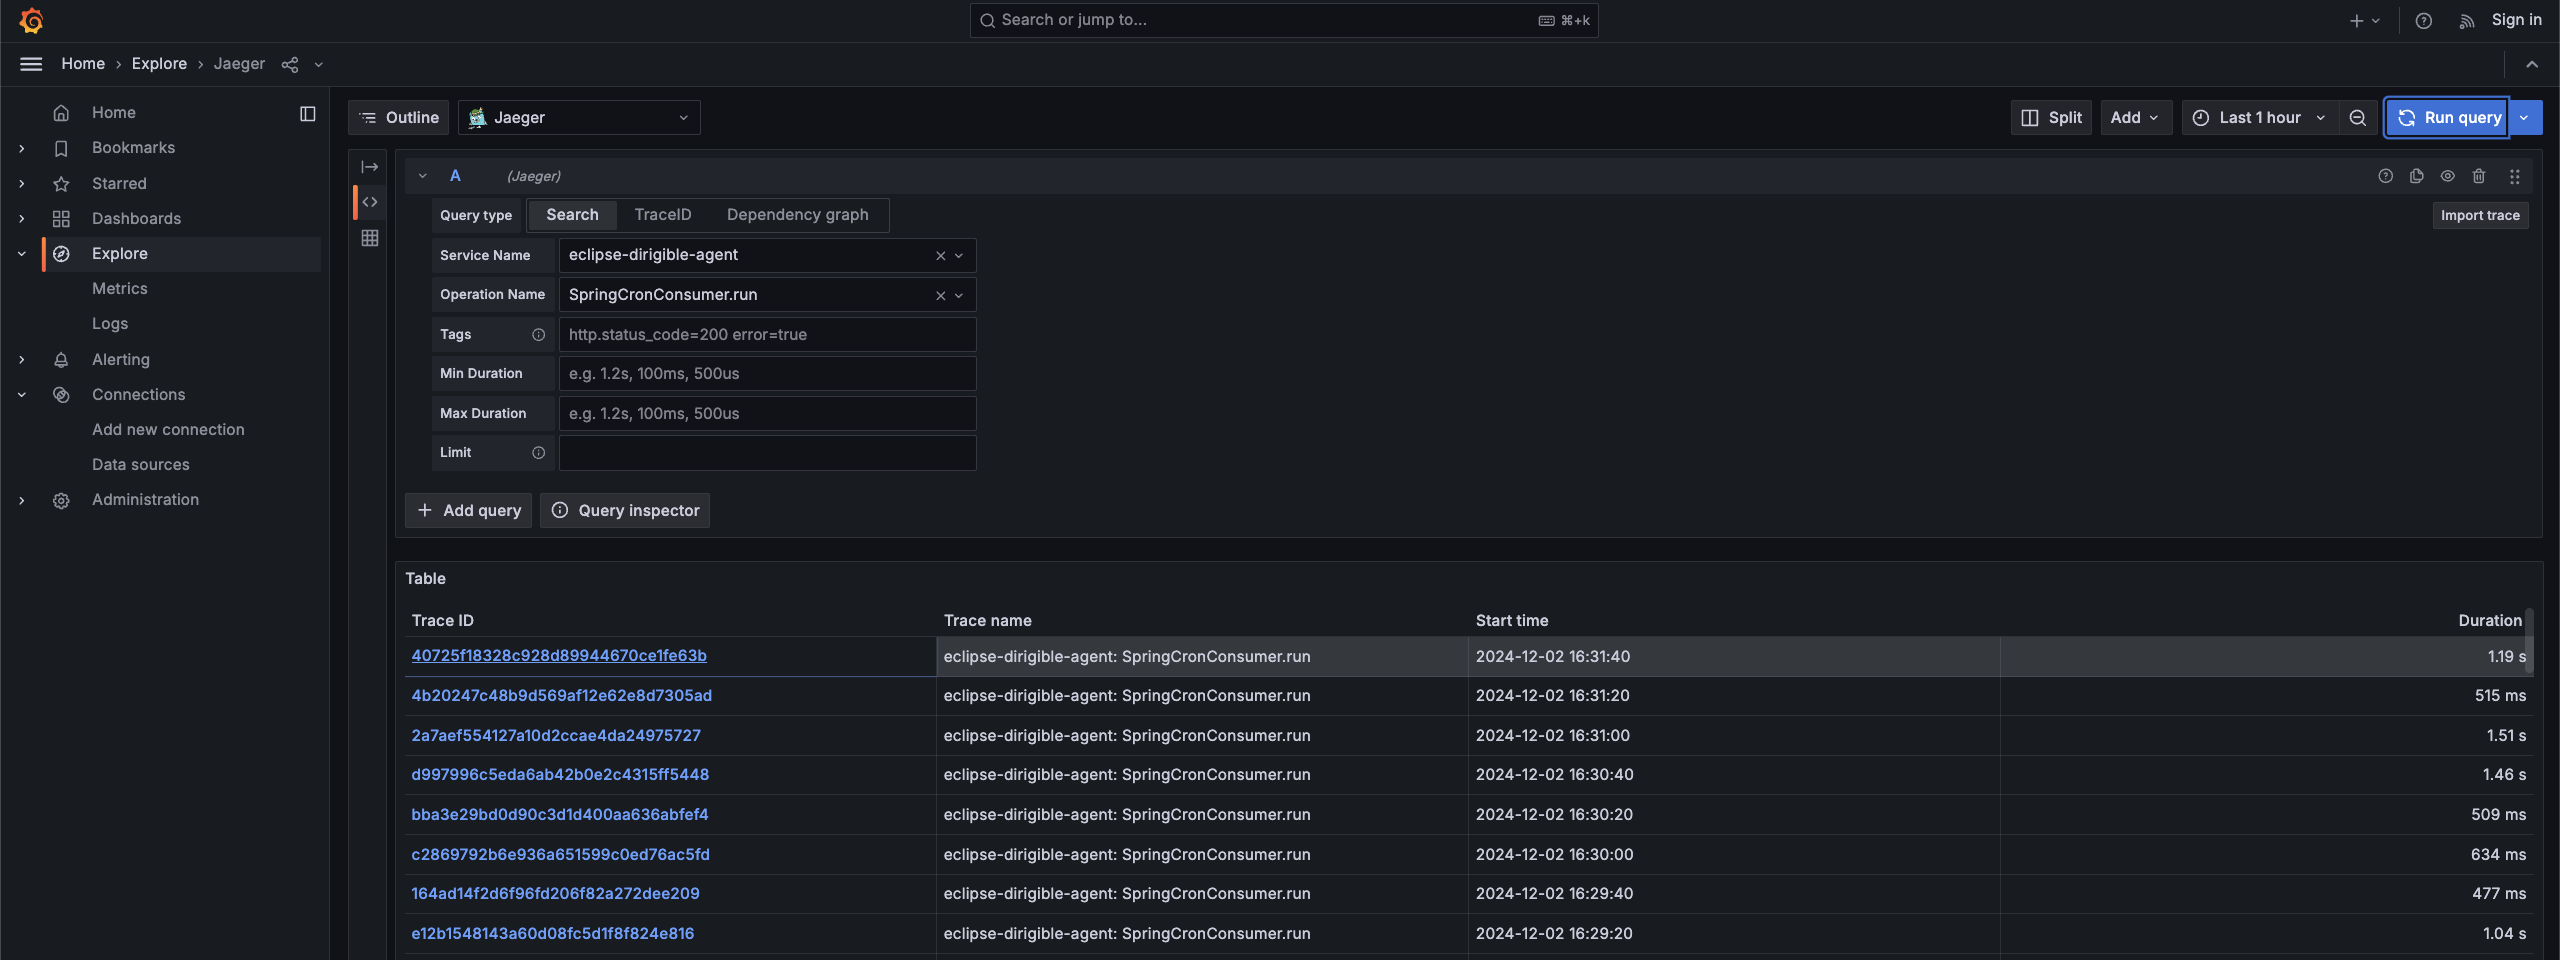 Search or jump to...
⌘+k
Sign in
Home › Explore › Jaeger
Home
Bookmarks
Starred
Dashboards
Explore
Metrics
Logs
Alerting
Connections
Add new connection
Data sources
Administration
Outline
Jaeger
Split
Add
Last 1 hour
Run query
A (Jaeger)
Query type Search TraceID Dependency graph
Import trace
Service Name eclipse-dirigible-agent
Operation Name SpringCronConsumer.run
Tags http.status_code=200 error=true
Min Duration e.g. 1.2s, 100ms, 500us
Max Duration e.g. 1.2s, 100ms, 500us
Limit
Add query
Query inspector
Table
Trace ID Trace name Start time Duration
40725f18328c928d89944670ce1fe63b eclipse-dirigible-agent: SpringCronConsumer.run 2024-12-02 16:31:40 1.19 s
4b20247c48b9d569af12e62e8d7305ad eclipse-dirigible-agent: SpringCronConsumer.run 2024-12-02 16:31:20 515 ms
2a7aef554127a10d2ccae4da24975727 eclipse-dirigible-agent: SpringCronConsumer.run 2024-12-02 16:31:00 1.51 s
d997996c5eda6ab42b0e2c4315ff5448 eclipse-dirigible-agent: SpringCronConsumer.run 2024-12-02 16:30:40 1.46 s
bba3e29bd0d90c3d1d400aa636abfef4 eclipse-dirigible-agent: SpringCronConsumer.run 2024-12-02 16:30:20 509 ms
c2869792b6e936a651599c0ed76ac5fd eclipse-dirigible-agent: SpringCronConsumer.run 2024-12-02 16:30:00 634 ms
164ad14f2d6f96fd206f82a272dee209 eclipse-dirigible-agent: SpringCronConsumer.run 2024-12-02 16:29:40 477 ms
e12b1548143a60d08fc5d1f8f824e816 eclipse-dirigible-agent: SpringCronConsumer.run 2024-12-02 16:29:20 1.04 s